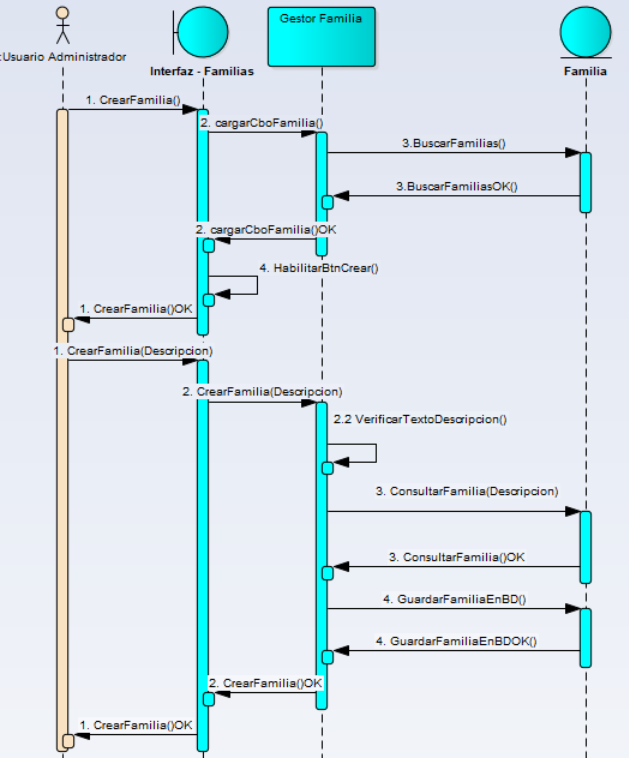 Gestor Familia
:Usuario Administrador
Interfaz - Familias
Familia
1. CrearFamilia()
2. cargarCboFamilia()
3.BuscarFamilias()
3.BuscarFamiliasOK()
2. cargarCboFamilia()OK
4. HabilitarBtnCrear()
1. CrearFamilia()OK
1. CrearFamilia(Descripcion)
2. CrearFamilia(Descripcion)
2.2 VerificarTextoDescripcion()
3. ConsultarFamilia(Descripcion)
3. ConsultarFamilia()OK
4. GuardarFamiliaEnBD()
4. GuardarFamiliaEnBDOK()
2. CrearFamilia()OK
1. CrearFamilia()OK